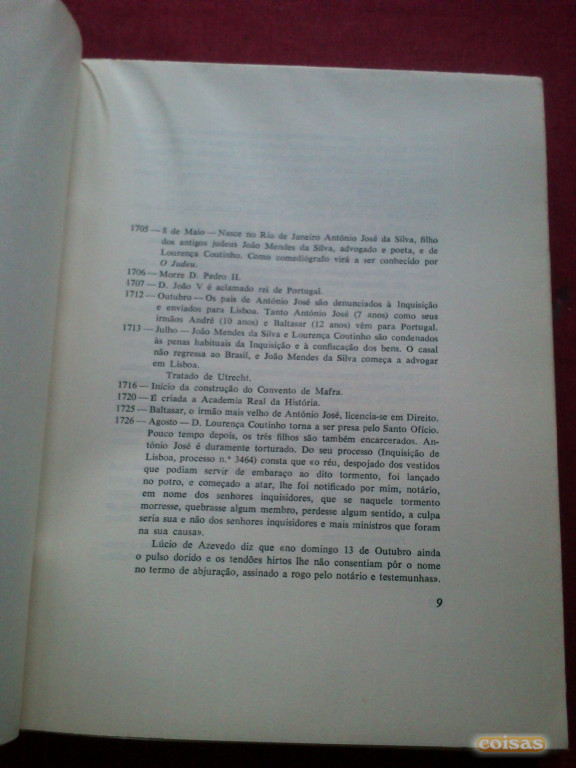 1705 — 8 de Maio — Nasce no Rio de Janeiro António José da Silva, filho
dos antigos judeus João Mendes da Silva, advogado e poeta, e de
Lourença Coutinho. Como comediógrafo virá a ser conhecido por
O Judeu.
1706 — Morre D. Pedro II.
1707 — D. João V é aclamado rei de Portugal.
1712 — Outubro — Os pais de António José são denunciados à Inquisição
e enviados para Lisboa. Tanto António José (7 anos) como seus
irmãos André (10 anos) e Baltasar (12 anos) vêm para Portugal.
1713 — Julho — João Mendes da Silva e Lourença Coutinho são condenados
às penas habituais da Inquisição e à confiscação dos bens. O casal
não regressa ao Brasil, e João Mendes da Silva começa a advogar
em Lisboa.
Tratado de Utrecht.
1716 — Início da construção do Convento de Mafra.
1720 — É criada a Academia Real da História.
1725 — Baltasar, o irmão mais velho de António José, licencia-se em Direito.
1726 — Agosto — D. Lourença Coutinho torna a ser presa pelo Santo Ofício.
Pouco tempo depois, os três filhos são também encarcerados. An-
tónio José é duramente torturado. Do seu processo (Inquisição de
Lisboa, processo n.º 3464) consta que «o réu, despojado dos vestidos
que podiam servir de embaraço ao dito tormento, foi lançado
no potro, e começado a atar, lhe foi notificado por mim, notário,
em nome dos senhores inquisidores, que se naquele tormento
morresse, quebrasse algum membro, perdesse algum sentido, a culpa
seria sua e não dos senhores inquisidores e mais ministros que foram
na sua causa».
Lúcio de Azevedo diz que «no domingo 13 de Outubro ainda
o pulso dorido e os tendões hirtos lhe não consentiam pôr o nome
no termo de abjuração, assinado a rogo pelo notário e testemunhas».
9
coisas